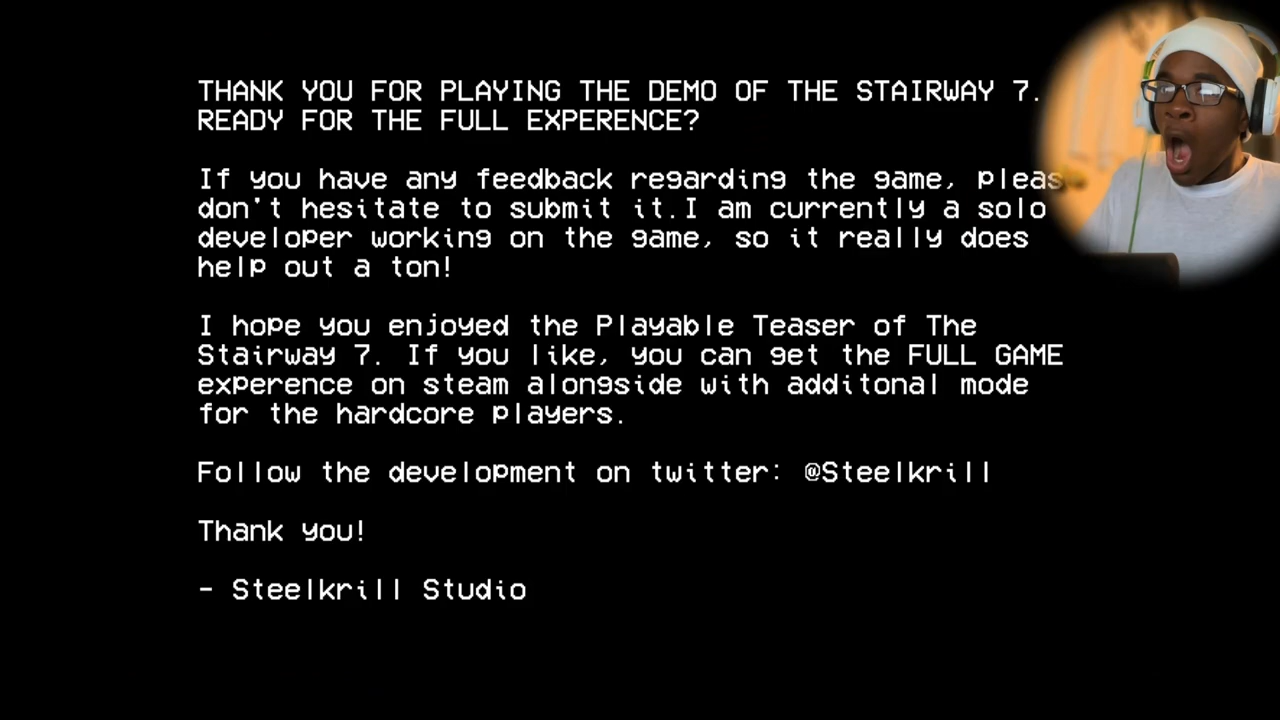 THANK YOU FOR PLAYING THE DEMO OF THE STAIRWAY 7.
READY FOR THE FULL EXPERENCE?
If you have any feedback regarding the game, pleas
don't hesitate to submit it.I am currently a solo
developer working on the game, so it really does
help out a ton!
I hope you enjoyed the Playable Teaser of The
Stairway 7. If you like, you can get the FULL GAME
experence on steam alongside with additonal mode
for the hardcore players.
Follow the development on twitter: @Steelkrill
Thank you!
- Steelkrill Studio